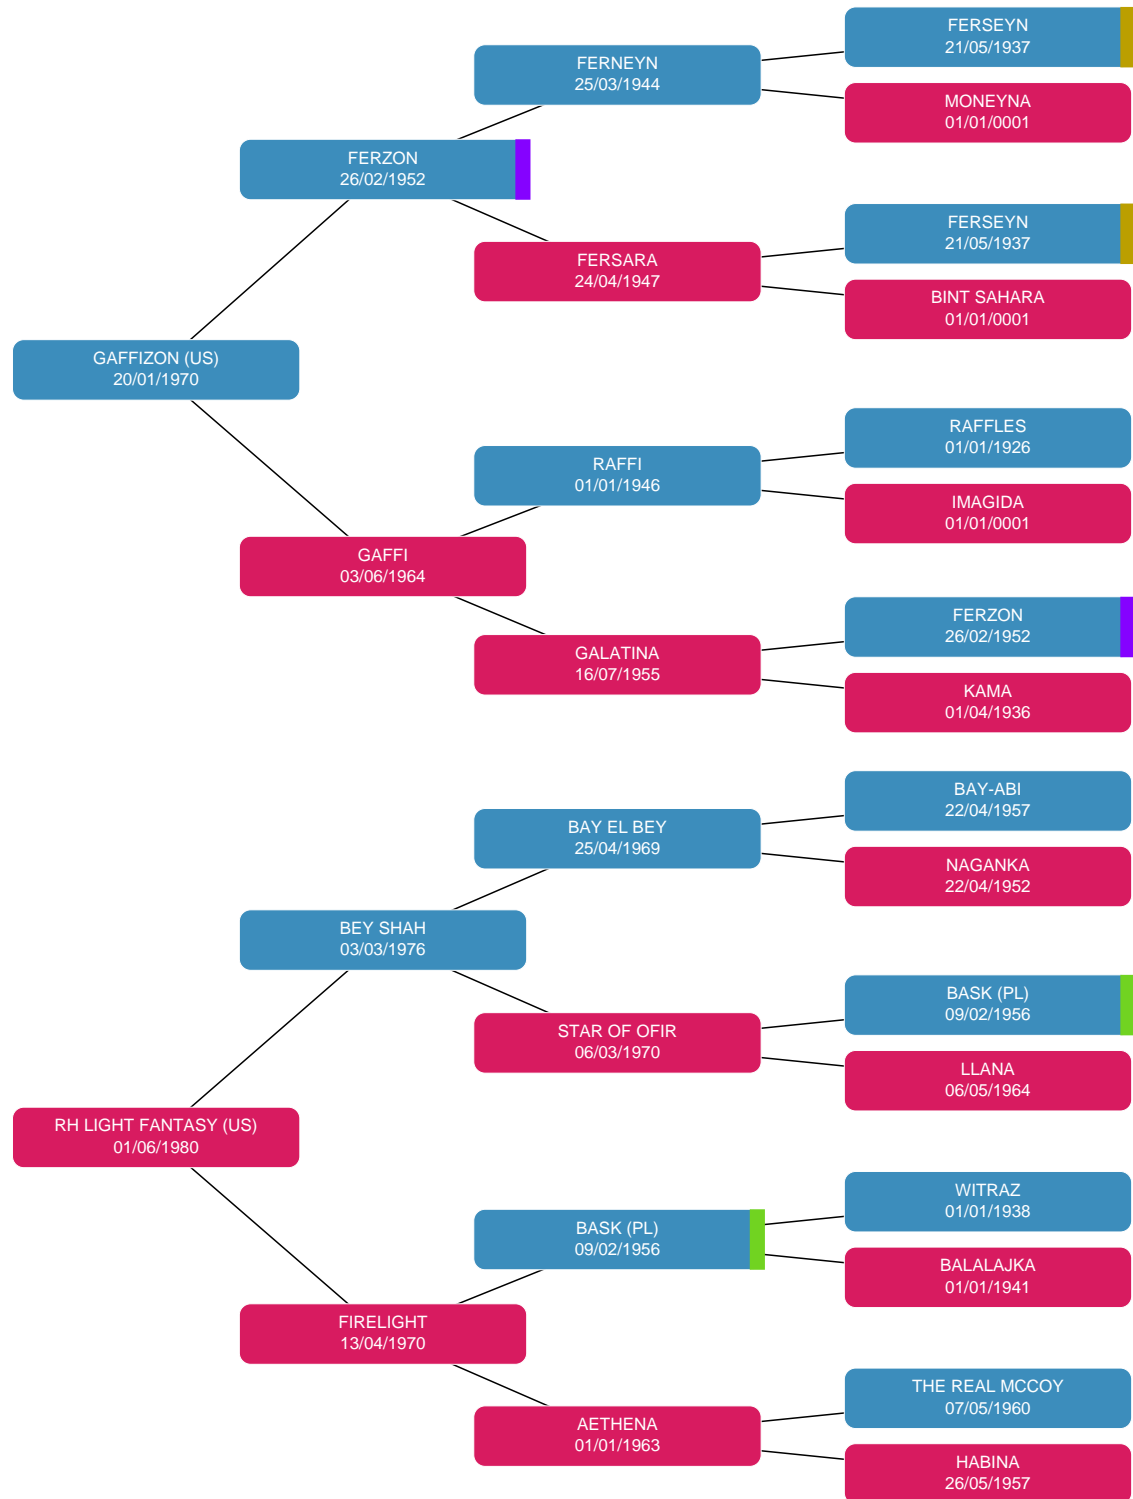 FERSEYN
21/05/1937
FERNEYN
25/03/1944
MONEYNA
01/01/0001
FERZON
26/02/1952
FERSEYN
21/05/1937
FERSARA
24/04/1947
BINT SAHARA
01/01/0001
GAFFIZON (US)
20/01/1970
RAFFLES
01/01/1926
RAFFI
01/01/1946
IMAGIDA
01/01/0001
GAFFI
03/06/1964
FERZON
26/02/1952
GALATINA
16/07/1955
KAMA
01/04/1936
BAY-ABI
22/04/1957
BAY EL BEY
25/04/1969
NAGANKA
22/04/1952
BEY SHAH
03/03/1976
BASK (PL)
09/02/1956
STAR OF OFIR
06/03/1970
LLANA
06/05/1964
RH LIGHT FANTASY (US)
01/06/1980
WITRAZ
01/01/1938
BASK (PL)
09/02/1956
BALALAJKA
01/01/1941
FIRELIGHT
13/04/1970
THE REAL MCCOY
07/05/1960
AETHENA
01/01/1963
HABINA
26/05/1957